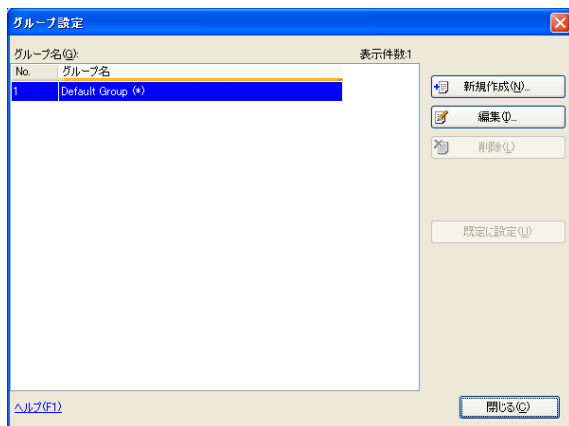 グループ設定
グループ名(G):
表示件数:1
No. グループ名
1 Default Group (*)
新規作成(N)...
編集(I)...
削除(L)
既定に設定(U)
ヘルプ(F1)
閉じる(C)